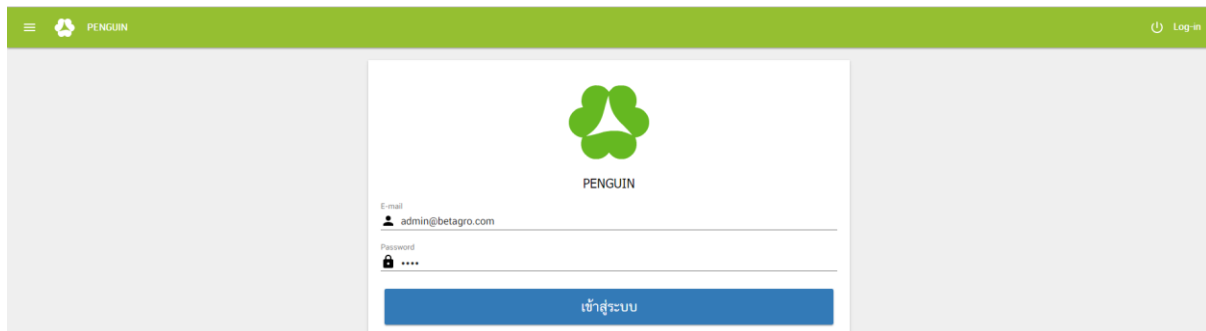 PENGUIN
Log-in
PENGUIN
E-mail
admin@betagro.com
Password
••••
เข้าสู่ระบบ